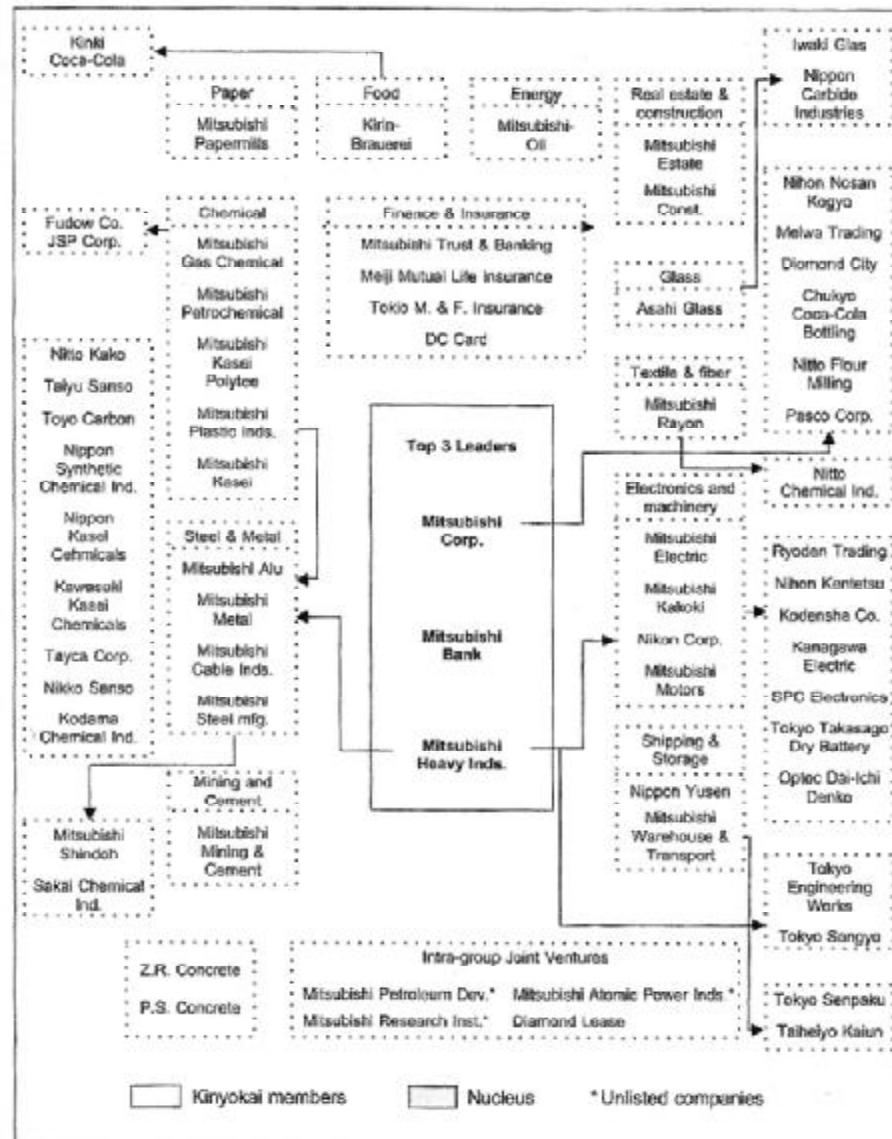 Kinki
Coca-Cola
Paper
Mitsubishi
Papermills
Food
Kirin-
Brauerei
Energy
Mitsubishi-
Oil
Real estate &
construction
Mitsubishi
Estate
Mitsubishi
Const.
Iwaki Glas
Nippon
Carbide
Industries
Fudow Co.
JSP Corp.
Chemical
Mitsubishi
Gas Chemical
Mitsubishi
Petrochemical
Mitsubishi
Kasei
Polytec
Mitsubishi
Plastic Inds.
Mitsubishi
Kasei
Finance & Insurance
Mitsubishi Trust & Banking
Meiji Mutual Life Insurance
Tokio M. & F. Insurance
DC Card
Glass
Asahi Glass
Textile & fiber
Mitsubishi
Rayon
Nihon Nosan
Kogyo
Meiwa Trading
Diamond City
Chukyo
Coca-Cola
Bottling
Nitto Flour
Milling
Pasco Corp.
Nitto
Chemical Ind.
Nitto Kako
Taiyu Sanso
Toyo Carbon
Nippon
Synthetic
Chemical Ind.
Nippon
Kasei
Cehmicals
Kawasaki
Kasei
Chemicals
Tayca Corp.
Nikko Sanso
Kodama
Chemical Ind.
Steel & Metal
Mitsubishi Alu
Mitsubishi
Metal
Mitsubishi
Cable Inds.
Mitsubishi
Steel mfg.
Top 3 Leaders
Mitsubishi
Corp.
Mitsubishi
Bank
Mitsubishi
Heavy Inds.
Electronics and
machinery
Mitsubishi
Electric
Mitsubishi
Kakoki
Nikon Corp.
Mitsubishi
Motors
Ryoden Trading
Nihon Kentetsu
Kodensha Co.
Kanagawa
Electric
SPC Electronics
Tokyo Takasago
Dry Battery
Optec Dai-Ichi
Denko
Shipping &
Storage
Nippon Yusen
Mitsubishi
Warehouse &
Transport
Mining and
Cement
Mitsubishi
Mining &
Cement
Mitsubishi
Shindoh
Sakai Chemical
Ind.
Tokyo
Engineering
Works
Tokyo Sangyo
Z.R. Concrete
P.S. Concrete
Intra-group Joint Ventures
Mitsubishi Petroleum Dev.* Mitsubishi Atomic Power Inds.*
Mitsubishi Research Inst.* Diamond Lease
Tokyo Senpaku
Taiheiyo Kaiun
Kinyokai members Nucleus *Unlisted companies